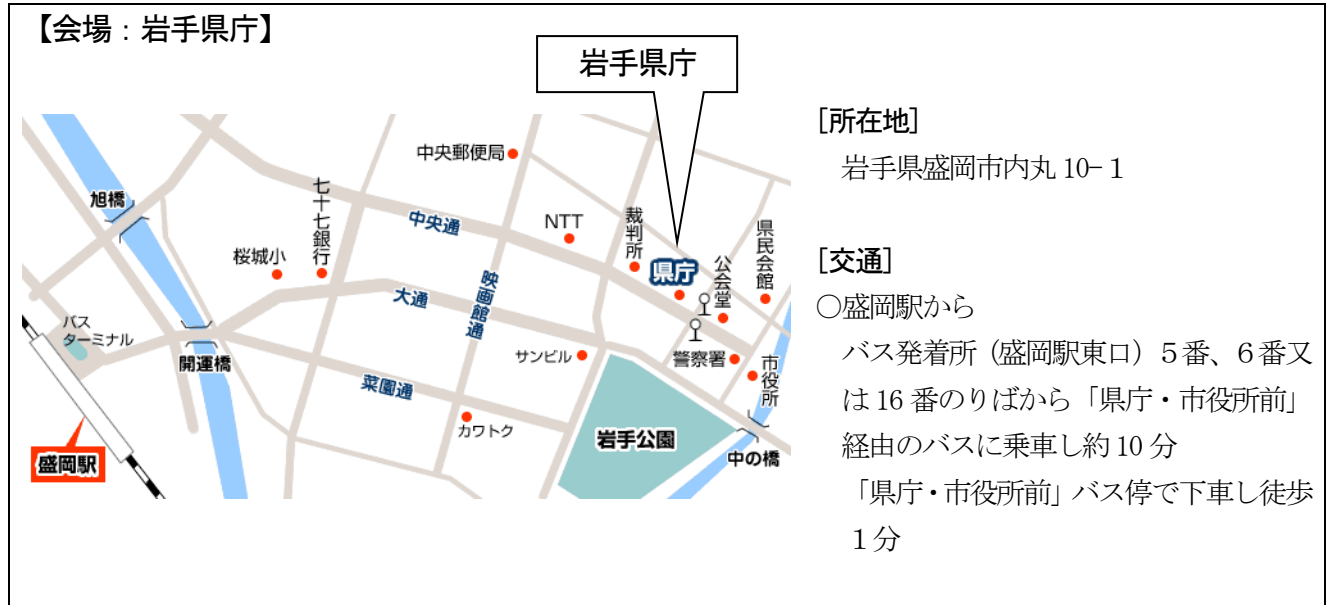 【会場：岩手県庁】
岩手県庁
中央郵便局
旭橋
七十七銀行
中央通
NTT
裁判所
県民会館
桜城小
県庁
公会堂
大通
映画館通
バス
ターミナル
開運橋
サンビル
警察署
市役所
菜園通
カワトク
岩手公園
中の橋
盛岡駅
[所在地]
岩手県盛岡市内丸 10-1
[交通]
○盛岡駅から
バス発着所（盛岡駅東口）５番、６番又
は 16 番のりばから「県庁・市役所前」
経由のバスに乗車し約 10 分
「県庁・市役所前」バス停で下車し徒歩
１分